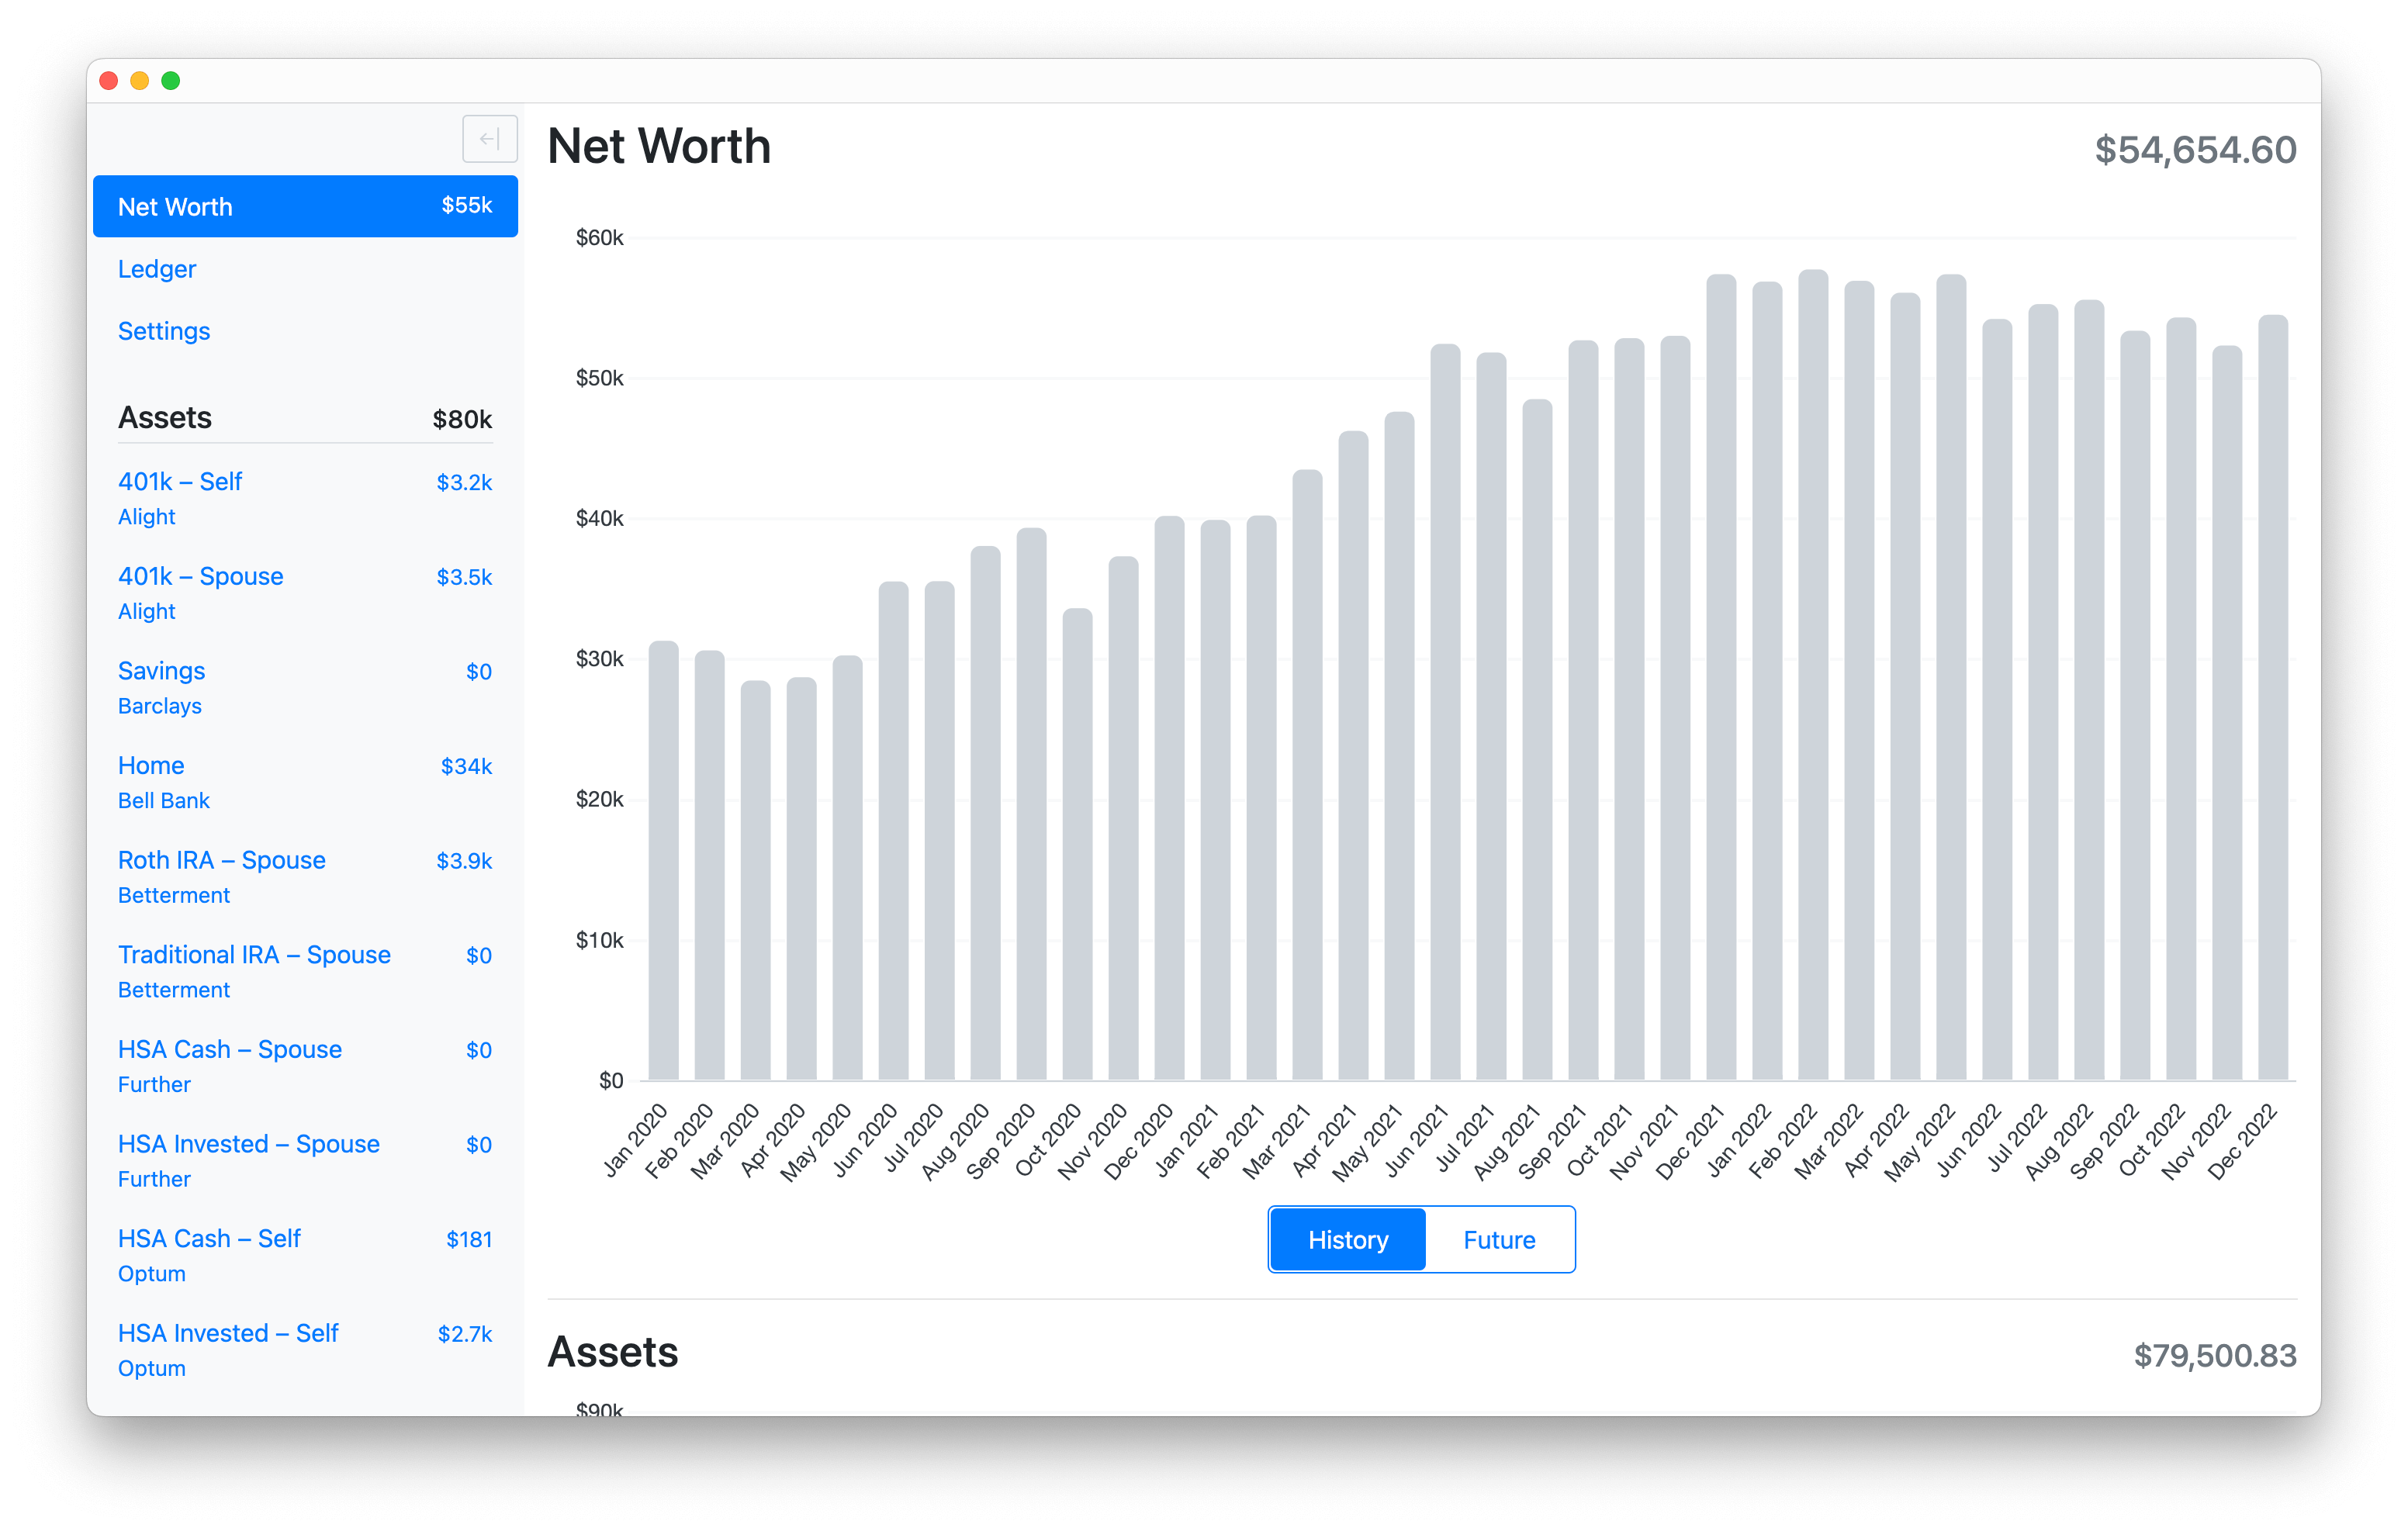 Net Worth $55k
Ledger
Settings
Assets $80k
401k – Self $3.2k
Alight
401k – Spouse $3.5k
Alight
Savings $0
Barclays
Home $34k
Bell Bank
Roth IRA – Spouse $3.9k
Betterment
Traditional IRA – Spouse $0
Betterment
HSA Cash – Spouse $0
Further
HSA Invested – Spouse $0
Further
HSA Cash – Self $181
Optum
HSA Invested – Self $2.7k
Optum
Net Worth $54,654.60
$60k
$50k
$40k
$30k
$20k
$10k
$0
Jan 2020
Feb 2020
Mar 2020
Apr 2020
May 2020
Jun 2020
Jul 2020
Aug 2020
Sep 2020
Oct 2020
Nov 2020
Dec 2020
Jan 2021
Feb 2021
Mar 2021
Apr 2021
May 2021
Jun 2021
Jul 2021
Aug 2021
Sep 2021
Oct 2021
Nov 2021
Dec 2021
Jan 2022
Feb 2022
Mar 2022
Apr 2022
May 2022
Jun 2022
Jul 2022
Aug 2022
Sep 2022
Oct 2022
Nov 2022
Dec 2022
History Future
Assets $79,500.83
$90k